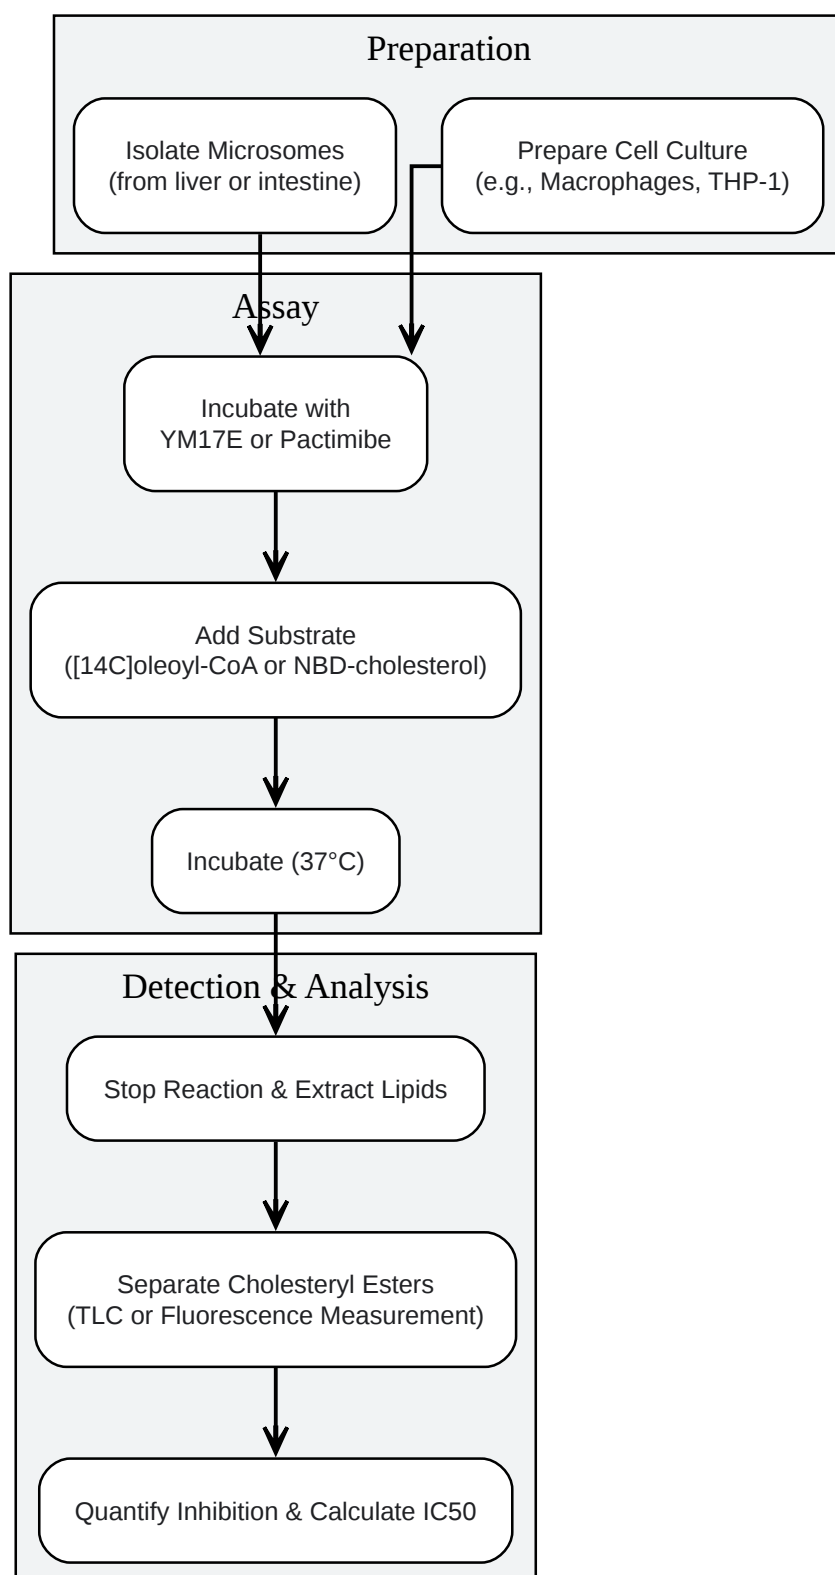 Preparation
Isolate Microsomes
(from liver or intestine)
Prepare Cell Culture
(e.g., Macrophages, THP-1)
Assay
Incubate with
YM17E or Pactimibe
Add Substrate
([14C]oleoyl-CoA or NBD-cholesterol)
Incubate (37°C)
Detection & Analysis
Stop Reaction & Extract Lipids
Separate Cholesteryl Esters
(TLC or Fluorescence Measurement)
Quantify Inhibition & Calculate IC50